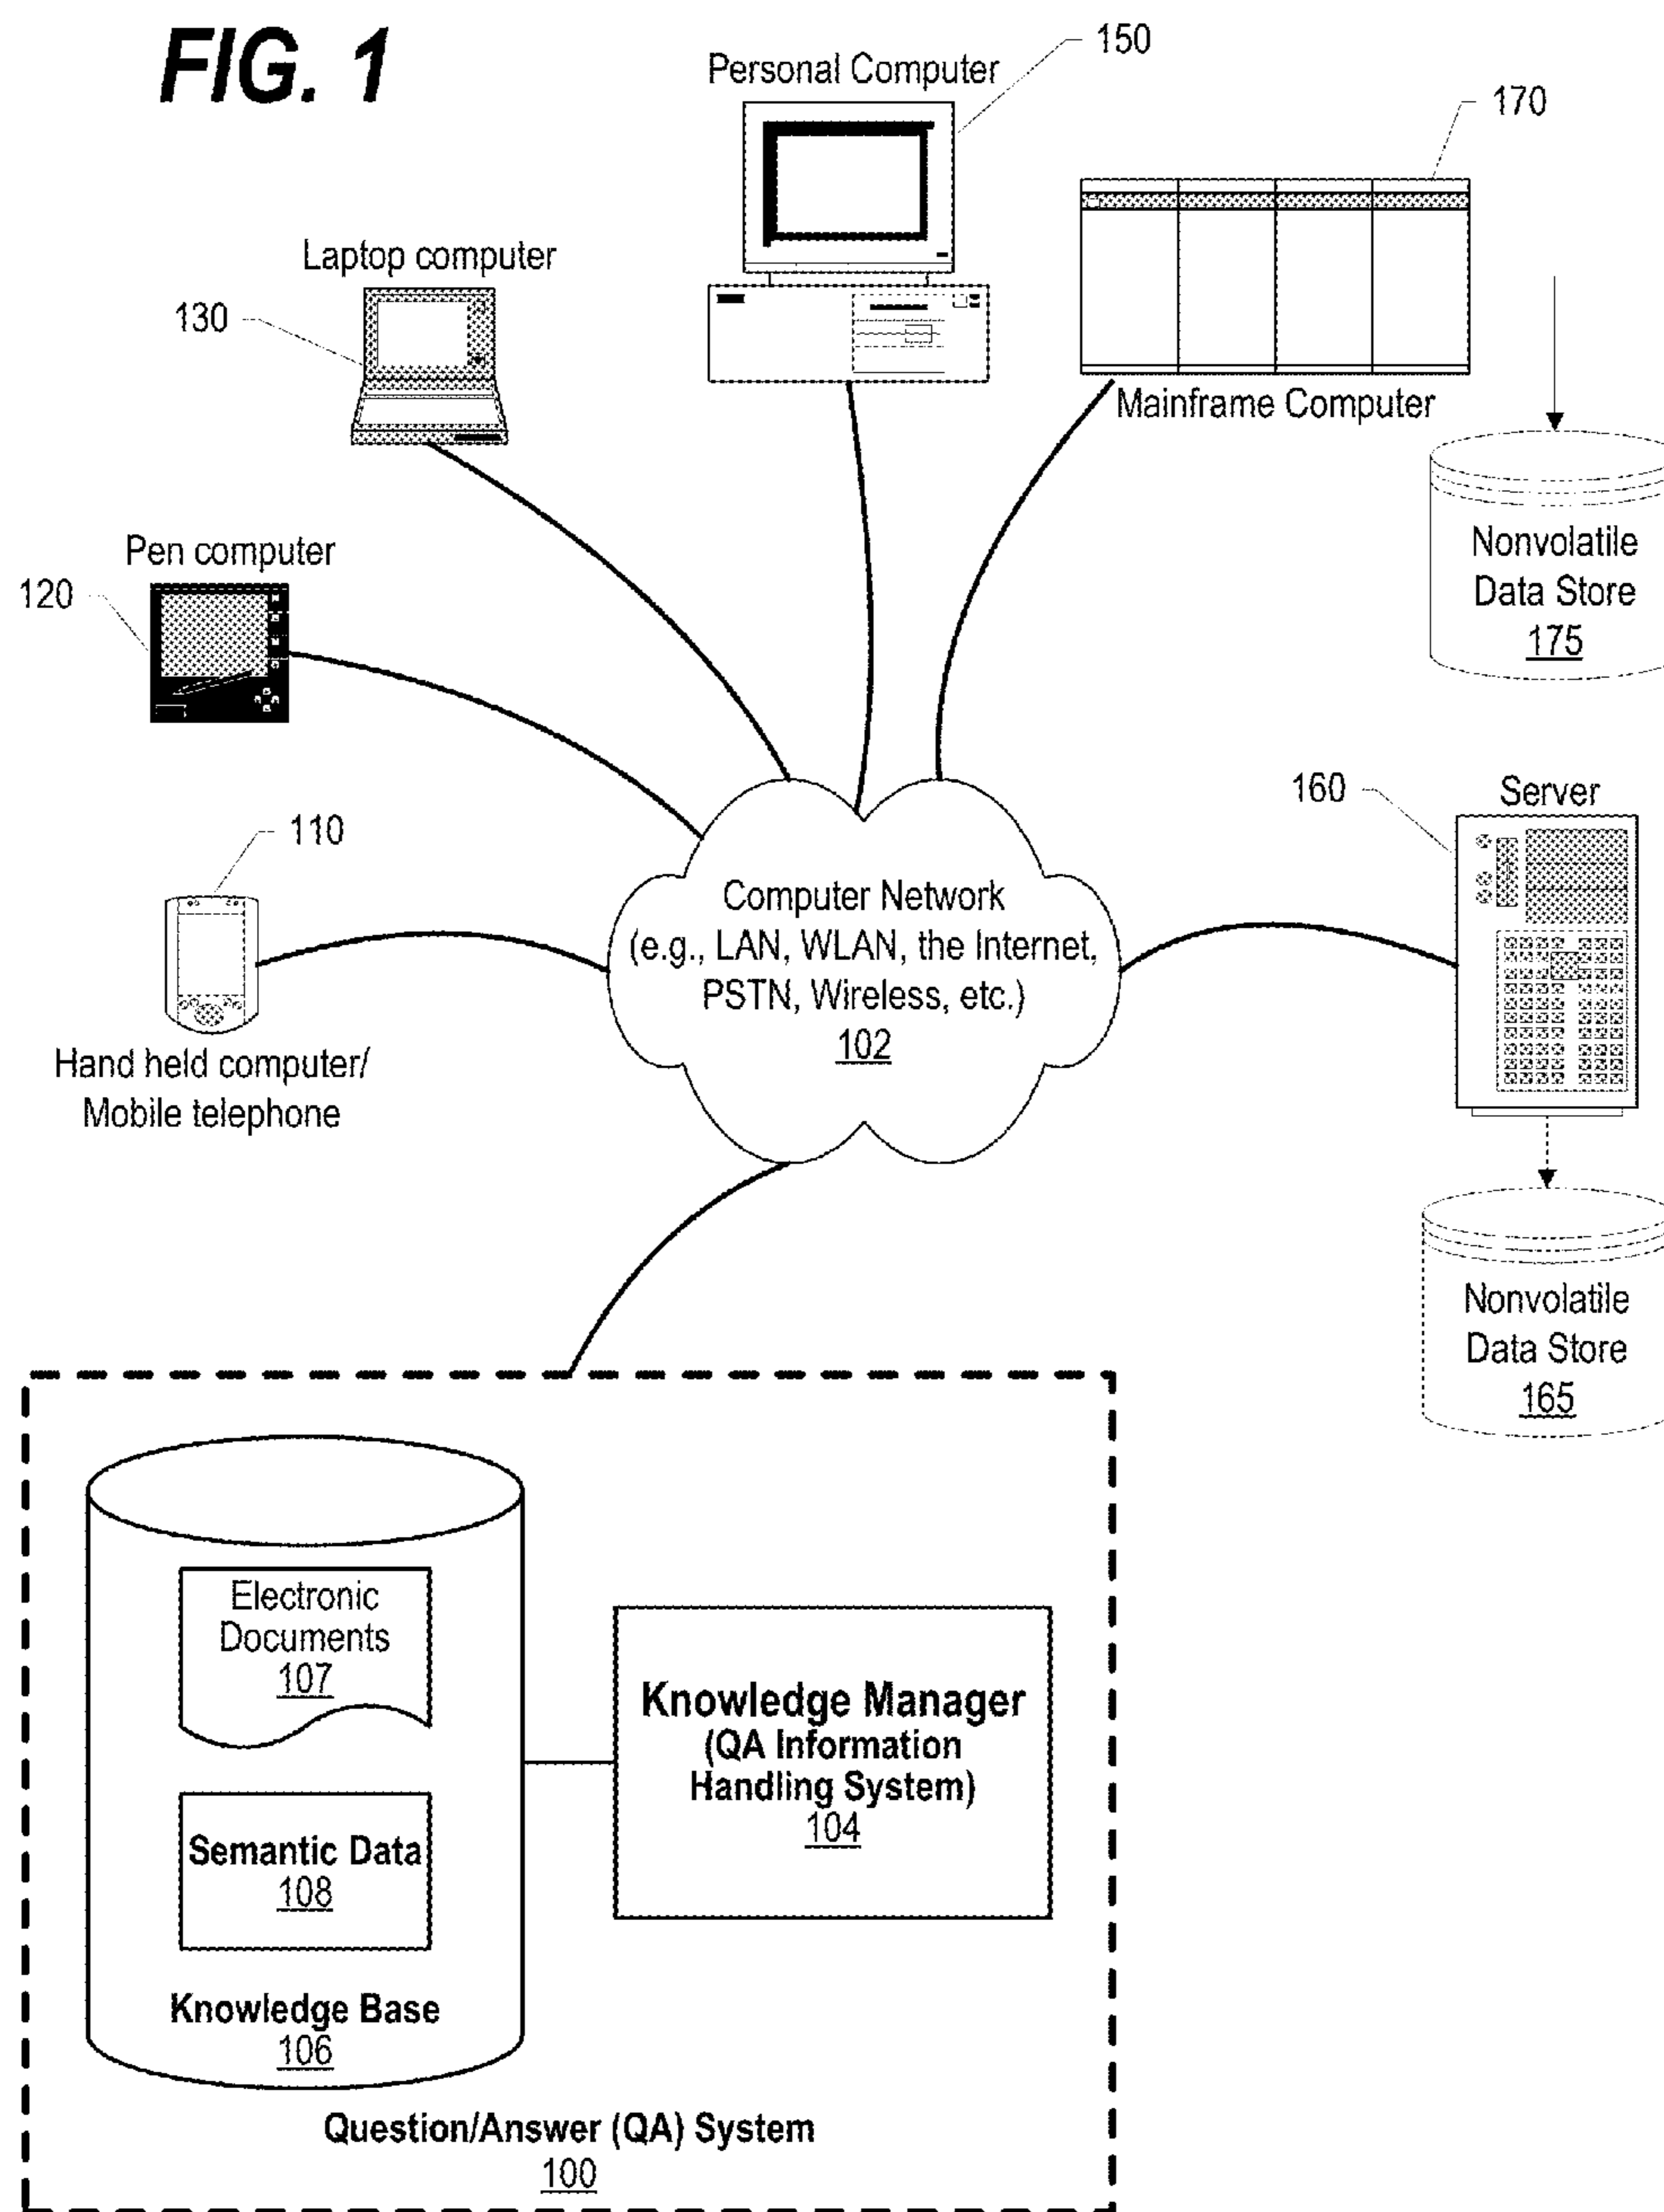 FIG. 1
Personal Computer
150
170
Laptop computer
130
Mainframe Computer
Nonvolatile
Data Store
175
Pen computer
120
160
Server
110
Computer Network
(e.g., LAN, WLAN, the Internet,
PSTN, Wireless, etc.)
102
Hand held computer/
Mobile telephone
Nonvolatile
Data Store
165
Electronic
Documents
107
Knowledge Manager
(QA Information
Handling System)
104
Semantic Data
108
Knowledge Base
106
Question/Answer (QA) System
100